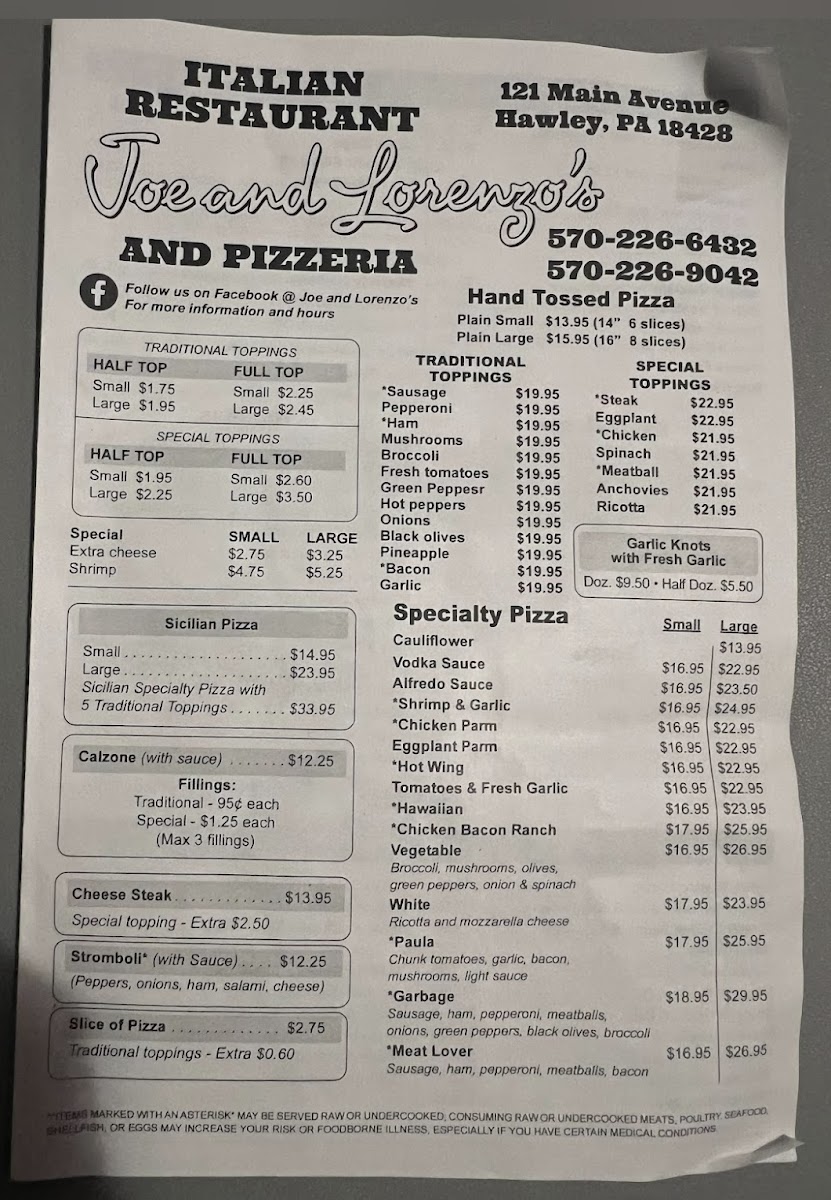 ITALIAN
RESTAURANT
121 Main Avenue
Hawley, PA 18428
Joe and Lorenzo's
AND PIZZERIA
570-226-6432
570-226-9042
f
Follow us on Facebook @ Joe and Lorenzo's
For more information and hours
TRADITIONAL TOPPINGS
HALF TOP FULL TOP
Small $1.75 Small $2.25
Large $1.95 Large $2.45
SPECIAL TOPPINGS
HALF TOP FULL TOP
Small $1.95 Small $2.60
Large $2.25 Large $3.50
Special SMALL LARGE
Extra cheese $2.75 $3.25
Shrimp $4.75 $5.25
Sicilian Pizza
Small . . . . . . . . . . . . . . . . . . . . $14.95
Large . . . . . . . . . . . . . . . . . . . . $23.95
Sicilian Specialty Pizza with
5 Traditional Toppings . . . . . . . $33.95
Calzone (with sauce) . . . . . . . $12.25
Fillings:
Traditional - 95¢ each
Special - $1.25 each
(Max 3 fillings)
Cheese Steak . . . . . . . . . . . . . $13.95
Special topping - Extra $2.50
Stromboli* (with Sauce) . . . . $12.25
(Peppers, onions, ham, salami, cheese)
Slice of Pizza . . . . . . . . . . . . . $2.75
Traditional toppings - Extra $0.60
Hand Tossed Pizza
Plain Small $13.95 (14" 6 slices)
Plain Large $15.95 (16" 8 slices)
TRADITIONAL
TOPPINGS
*Sausage $19.95
Pepperoni $19.95
*Ham $19.95
Mushrooms $19.95
Broccoli $19.95
Fresh tomatoes $19.95
Green Peppesr $19.95
Hot peppers $19.95
Onions $19.95
Black olives $19.95
Pineapple $19.95
*Bacon $19.95
Garlic $19.95
SPECIAL
TOPPINGS
*Steak $22.95
Eggplant $22.95
*Chicken $21.95
Spinach $21.95
*Meatball $21.95
Anchovies $21.95
Ricotta $21.95
Garlic Knots
with Fresh Garlic
Doz. $9.50 • Half Doz. $5.50
Specialty Pizza Small Large
Cauliflower $13.95
Vodka Sauce $16.95 $22.95
Alfredo Sauce $16.95 $23.50
*Shrimp & Garlic $16.95 $24.95
*Chicken Parm $16.95 $22.95
Eggplant Parm $16.95 $22.95
*Hot Wing $16.95 $22.95
Tomatoes & Fresh Garlic $16.95 $22.95
*Hawaiian $16.95 $23.95
*Chicken Bacon Ranch $17.95 $25.95
Vegetable $16.95 $26.95
Broccoli, mushrooms, olives,
green peppers, onion & spinach
White $17.95 $23.95
Ricotta and mozzarella cheese
*Paula $17.95 $25.95
Chunk tomatoes, garlic, bacon,
mushrooms, light sauce
*Garbage $18.95 $29.95
Sausage, ham, pepperoni, meatballs,
onions, green peppers, black olives, broccoli
*Meat Lover $16.95 $26.95
Sausage, ham, pepperoni, meatballs, bacon
**ITEMS MARKED WITH AN ASTERISK* MAY BE SERVED RAW OR UNDERCOOKED, CONSUMING RAW OR UNDERCOOKED MEATS, POULTRY. SEAFOOD,
SHELLFISH, OR EGGS MAY INCREASE YOUR RISK OR FOODBORNE ILLNESS, ESPECIALLY IF YOU HAVE CERTAIN MEDICAL CONDITIONS